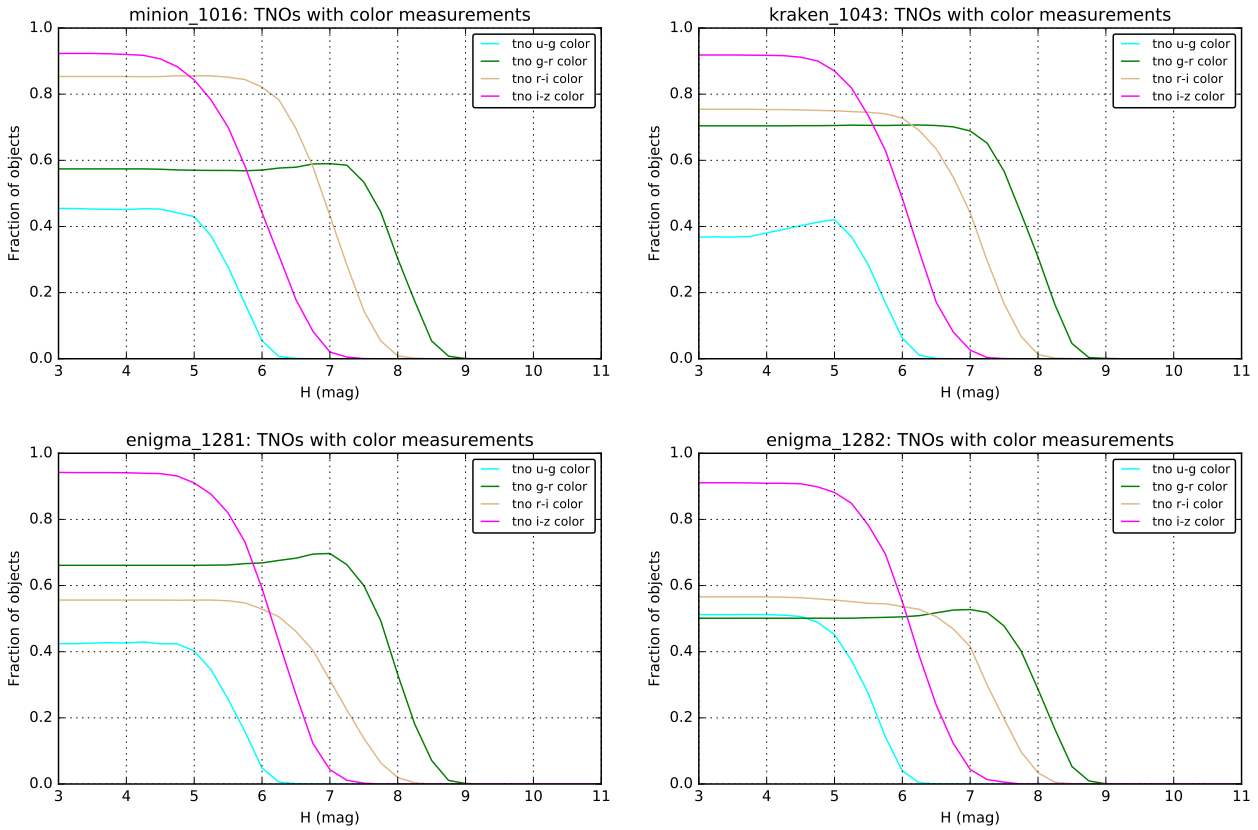 minion_1016: TNOs with color measurements
1.0
0.8
0.6
0.4
0.2
0.0
Fraction of objects
tno u-g color
tno g-r color
tno r-i color
tno i-z color
3 4 5 6 7 8 9 10 11
H (mag)
kraken_1043: TNOs with color measurements
1.0
0.8
0.6
0.4
0.2
0.0
Fraction of objects
tno u-g color
tno g-r color
tno r-i color
tno i-z color
3 4 5 6 7 8 9 10 11
H (mag)
enigma_1281: TNOs with color measurements
1.0
0.8
0.6
0.4
0.2
0.0
Fraction of objects
tno u-g color
tno g-r color
tno r-i color
tno i-z color
3 4 5 6 7 8 9 10 11
H (mag)
enigma_1282: TNOs with color measurements
1.0
0.8
0.6
0.4
0.2
0.0
Fraction of objects
tno u-g color
tno g-r color
tno r-i color
tno i-z color
3 4 5 6 7 8 9 10 11
H (mag)